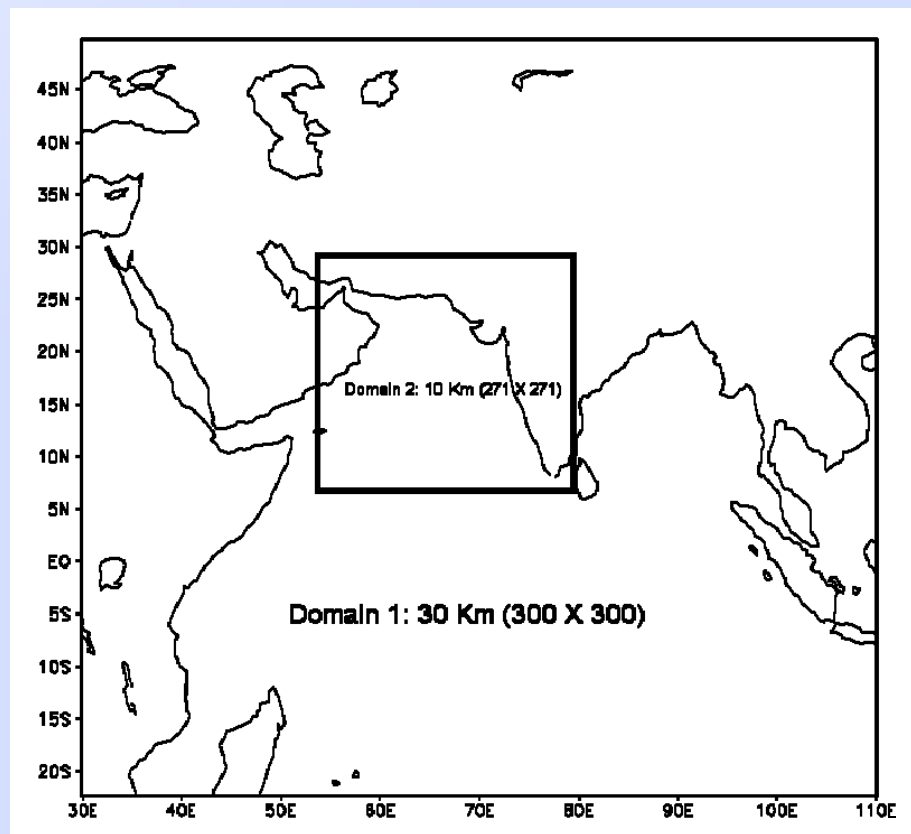 45N
40N
35N
30N
25N
20N
Domain 2: 10 Km (271 X 271)
15N
10N
5N
EQ
Domain 1: 30 Km (300 X 300)
5S
10S
15S
20S
30E 40E 50E 60E 70E 80E 90E 100E 110E